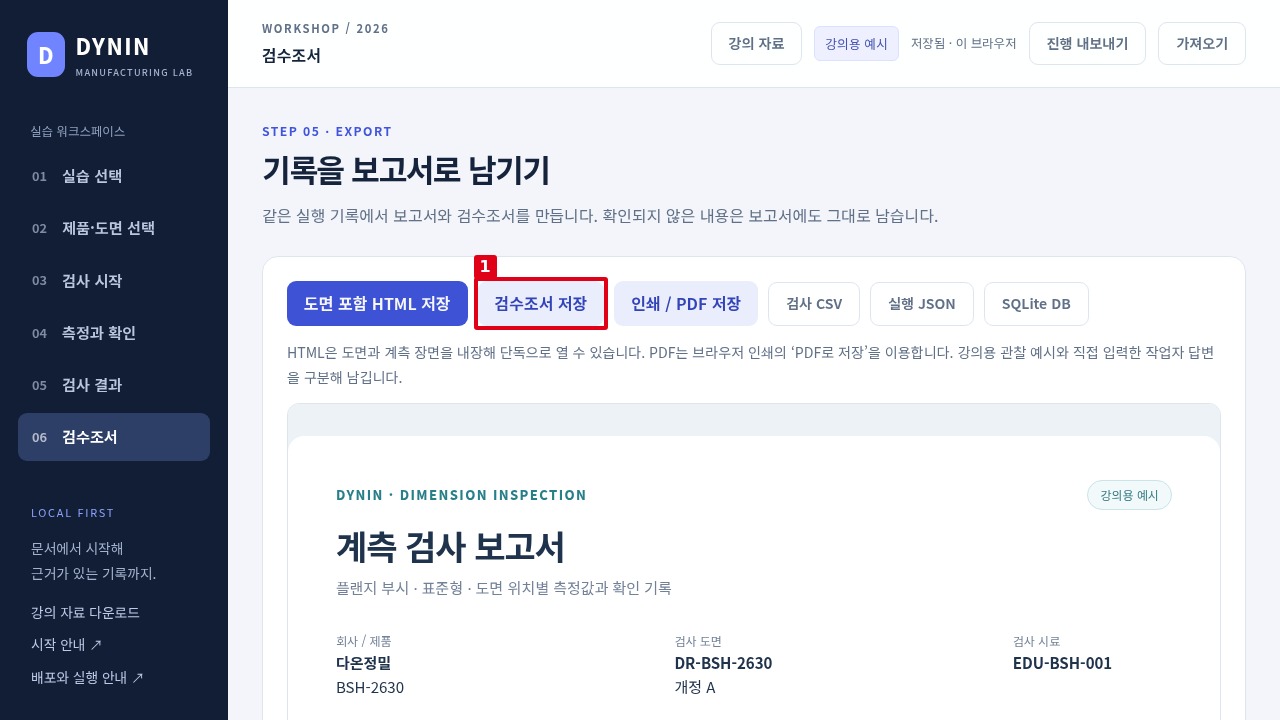 D
DYNIN
MANUFACTURING LAB
실습 워크스페이스
01 실습 선택
02 제품·도면 선택
03 검사 시작
04 측정과 확인
05 검사 결과
06 검수조서
LOCAL FIRST
문서에서 시작해
근거가 있는 기록까지.
강의 자료 다운로드
시작 안내 ↗
배포와 실행 안내 ↗
WORKSHOP / 2026
검수조서
강의 자료
강의용 예시
저장됨 · 이 브라우저
진행 내보내기
가져오기
STEP 05 · EXPORT
기록을 보고서로 남기기
같은 실행 기록에서 보고서와 검수조서를 만듭니다. 확인되지 않은 내용은 보고서에도 그대로 남습니다.
1
도면 포함 HTML 저장
검수조서 저장
인쇄 / PDF 저장
검사 CSV
실행 JSON
SQLite DB
HTML은 도면과 계측 장면을 내장해 단독으로 열 수 있습니다. PDF는 브라우저 인쇄의 ‘PDF로 저장’을 이용합니다. 강의용 관찰 예시와 직접 입력한 작업자 답변
을 구분해 남깁니다.
DYNIN · DIMENSION INSPECTION
강의용 예시
계측 검사 보고서
플랜지 부시 · 표준형 · 도면 위치별 측정값과 확인 기록
회사 / 제품
다온정밀
BSH-2630
검사 도면
DR-BSH-2630
개정 A
검사 시료
EDU-BSH-001